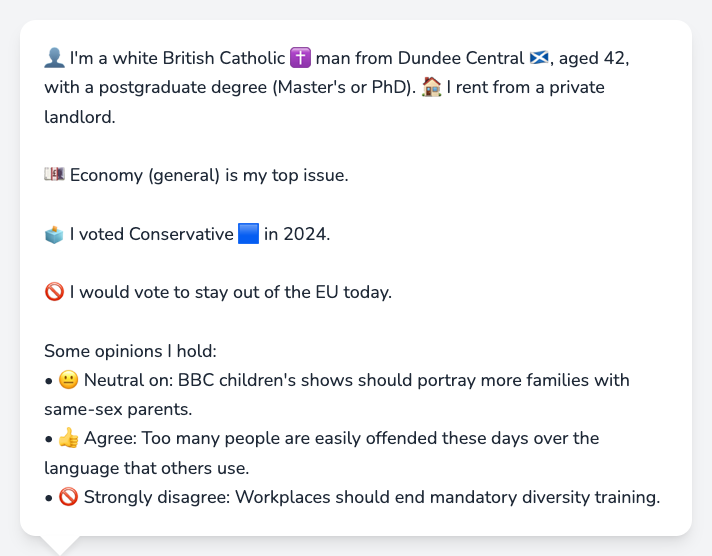 👤 I'm a white British Catholic ✝️ man from Dundee Central 🏴󠁧󠁢󠁳󠁣󠁴󠁿, aged 42,
with a postgraduate degree (Master's or PhD). 🏠 I rent from a private
landlord.
💷 Economy (general) is my top issue.
🗳️ I voted Conservative 🟦 in 2024.
🚫 I would vote to stay out of the EU today.
Some opinions I hold:
• 😐 Neutral on: BBC children's shows should portray more families with
same-sex parents.
• 👍 Agree: Too many people are easily offended these days over the
language that others use.
• 🚫 Strongly disagree: Workplaces should end mandatory diversity training.